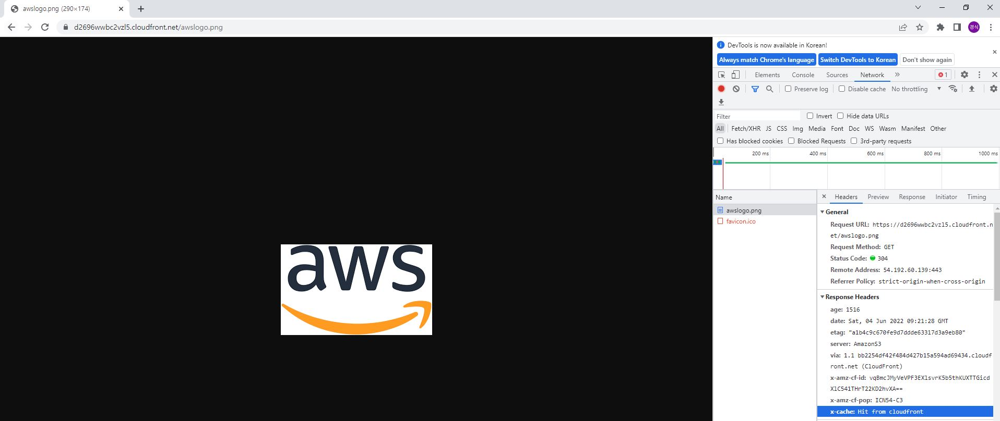 awslogo.png (290×174)
d2696wwbc2vzl5.cloudfront.net/awslogo.png
경식
DevTools is now available in Korean!
Always match Chrome's language Switch DevTools to Korean Don't show again
Elements Console Sources Network 1
Preserve log Disable cache No throttling
Filter Invert Hide data URLs
All Fetch/XHR JS CSS Img Media Font Doc WS Wasm Manifest Other
Has blocked cookies Blocked Requests 3rd-party requests
200 ms 400 ms 600 ms 800 ms 1000 ms
Name
awslogo.png
favicon.ico
Headers Preview Response Initiator Timing
General
Request URL: https://d2696wwbc2vzl5.cloudfront.n
et/awslogo.png
Request Method: GET
Status Code: 304
Remote Address: 54.192.60.139:443
Referrer Policy: strict-origin-when-cross-origin
Response Headers
age: 1516
date: Sat, 04 Jun 2022 09:21:28 GMT
etag: "a1b4c9c670fe9d7ddde63317d3a9eb80"
server: AmazonS3
via: 1.1 bb2254df42f484d427b15a594ad69434.cloudf
ront.net (CloudFront)
x-amz-cf-id: vqBmcJMyVeVPF3EXlsvrK5b5thKUXTTGicd
XlC541THrT22KD2hvXA==
x-amz-cf-pop: ICN54-C3
x-cache: Hit from cloudfront
aws